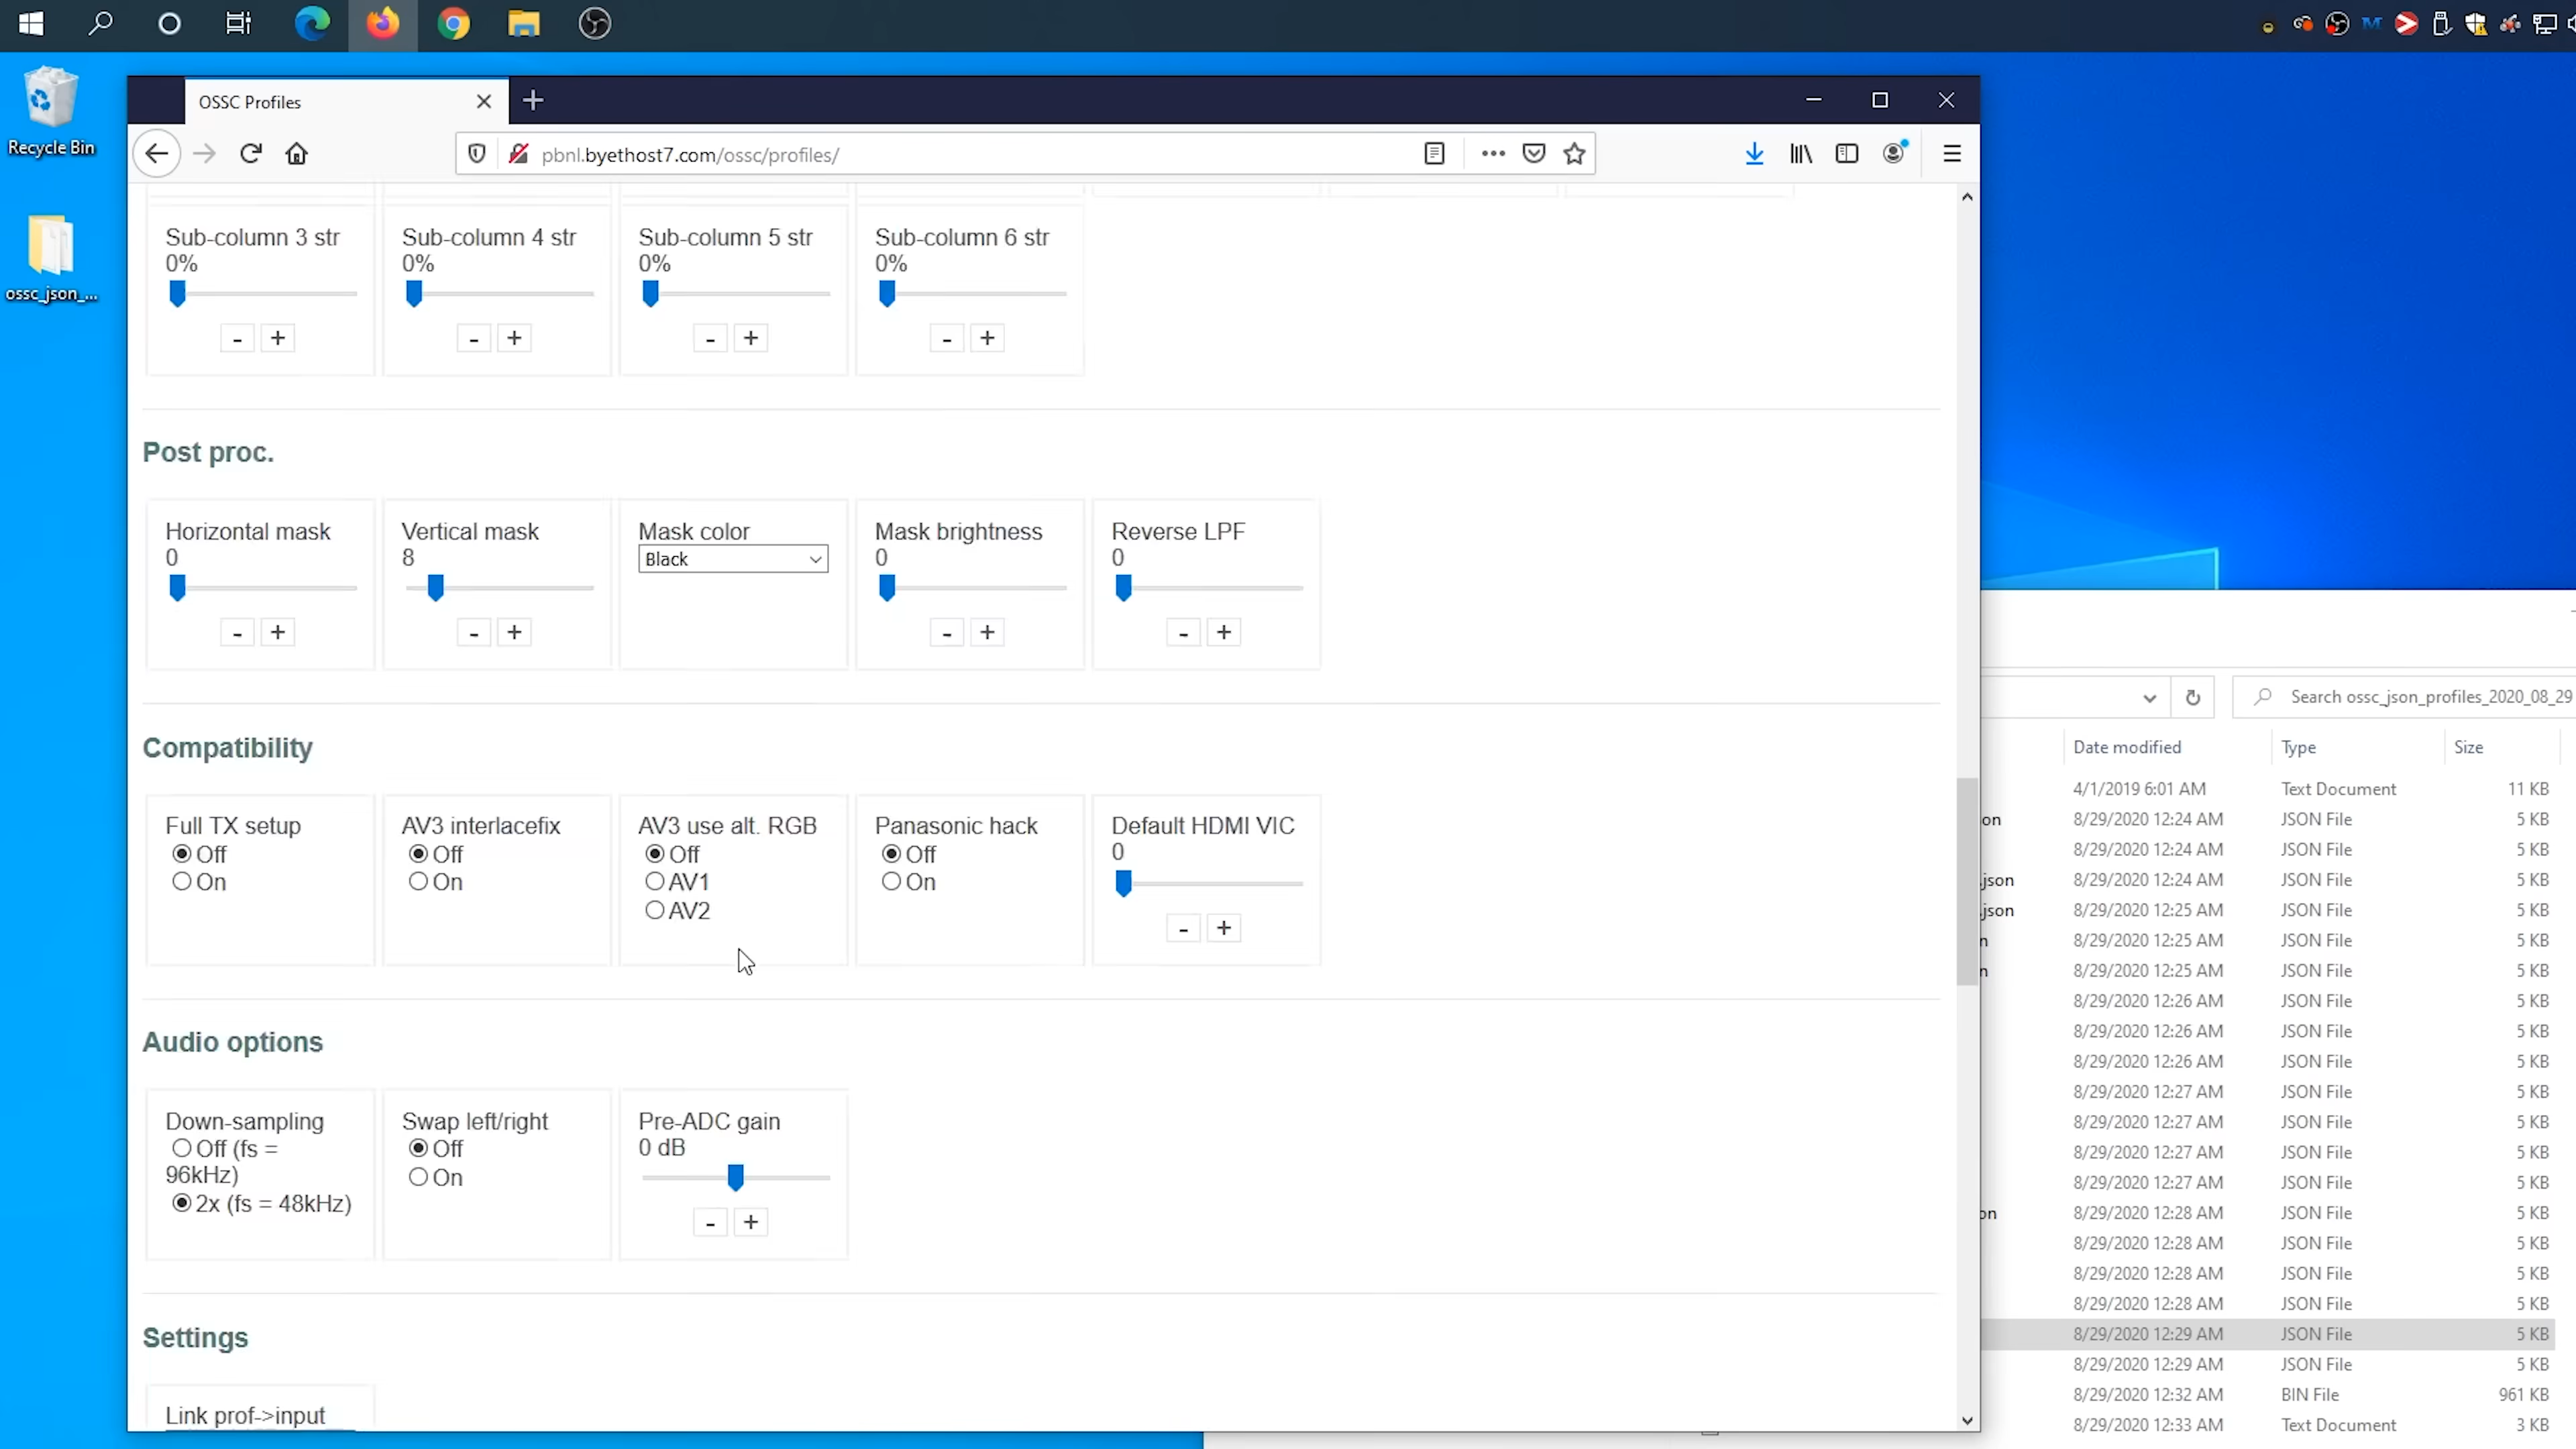 OSSC Profiles
Recycle Bin
ossc_json_...
pbnl.byethost7.com/ossc/profiles/
Sub-column 3 str
0%
- +
Sub-column 4 str
0%
- +
Sub-column 5 str
0%
- +
Sub-column 6 str
0%
- +
Post proc.
Horizontal mask
0
- +
Vertical mask
8
- +
Mask color
Black
Mask brightness
0
- +
Reverse LPF
0
- +
Compatibility
Full TX setup
Off
On
AV3 interlacefix
Off
On
AV3 use alt. RGB
Off
AV1
AV2
Panasonic hack
Off
On
Default HDMI VIC
0
- +
Audio options
Down-sampling
Off (fs =
96kHz)
2x (fs = 48kHz)
Swap left/right
Off
On
Pre-ADC gain
0 dB
- +
Settings
Link prof->input
Search ossc_json_profiles_2020_08_29
Date modified Type Size
4/1/2019 6:01 AM Text Document 11 KB
on 8/29/2020 12:24 AM JSON File 5 KB
8/29/2020 12:24 AM JSON File 5 KB
.json 8/29/2020 12:24 AM JSON File 5 KB
.json 8/29/2020 12:25 AM JSON File 5 KB
n 8/29/2020 12:25 AM JSON File 5 KB
n 8/29/2020 12:25 AM JSON File 5 KB
8/29/2020 12:26 AM JSON File 5 KB
8/29/2020 12:26 AM JSON File 5 KB
8/29/2020 12:26 AM JSON File 5 KB
8/29/2020 12:27 AM JSON File 5 KB
8/29/2020 12:27 AM JSON File 5 KB
8/29/2020 12:27 AM JSON File 5 KB
8/29/2020 12:27 AM JSON File 5 KB
on 8/29/2020 12:28 AM JSON File 5 KB
8/29/2020 12:28 AM JSON File 5 KB
8/29/2020 12:28 AM JSON File 5 KB
8/29/2020 12:28 AM JSON File 5 KB
8/29/2020 12:29 AM JSON File 5 KB
8/29/2020 12:29 AM JSON File 5 KB
8/29/2020 12:32 AM BIN File 961 KB
8/29/2020 12:33 AM Text Document 3 KB